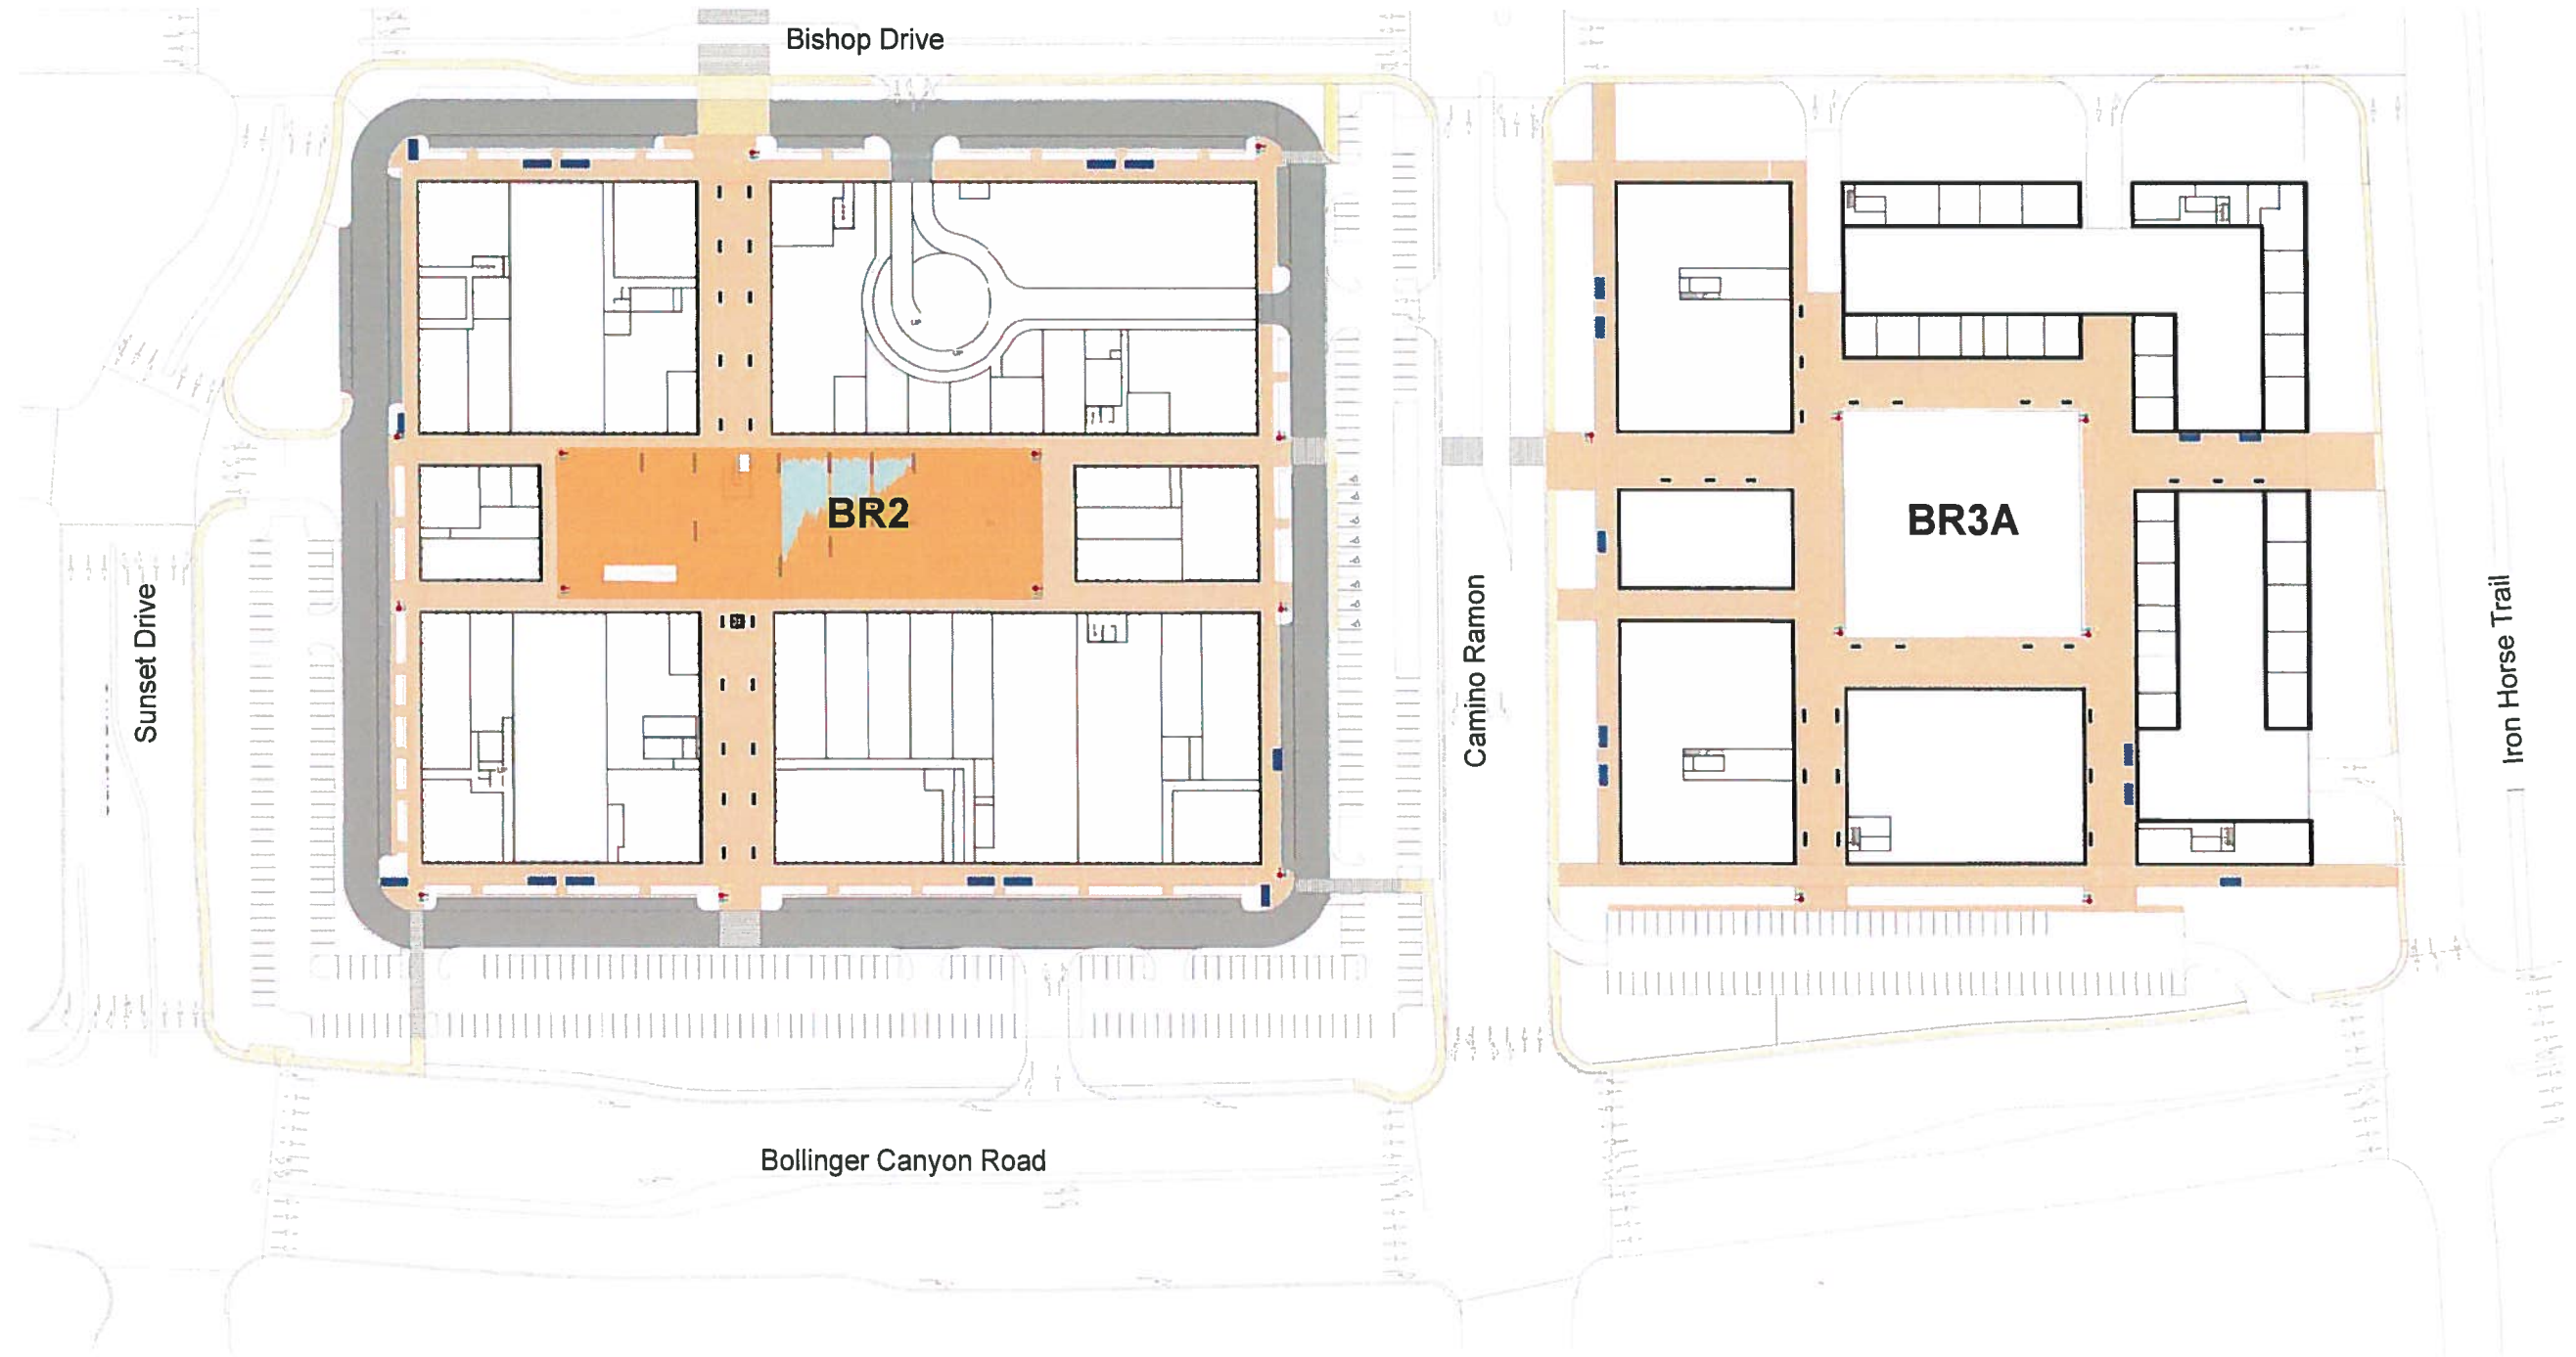 Bishop Drive
BR2
BR3A
Sunset Drive
Camino Ramon
Iron Horse Trail
Bollinger Canyon Road